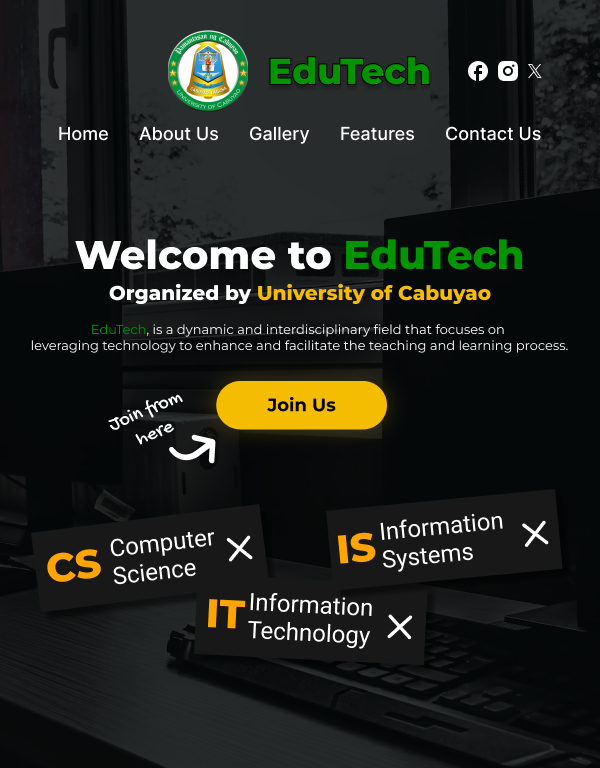 Pamantasan ng Cabuyao
UNIVERSITY OF CABUYAO
EduTech
Home About Us Gallery Features Contact Us
Welcome to EduTech
Organized by University of Cabuyao
EduTech, is a dynamic and interdisciplinary field that focuses on
leveraging technology to enhance and facilitate the teaching and learning process.
Join Us
Join from
here
CS Computer
Science
IS Information
Systems
IT Information
Technology